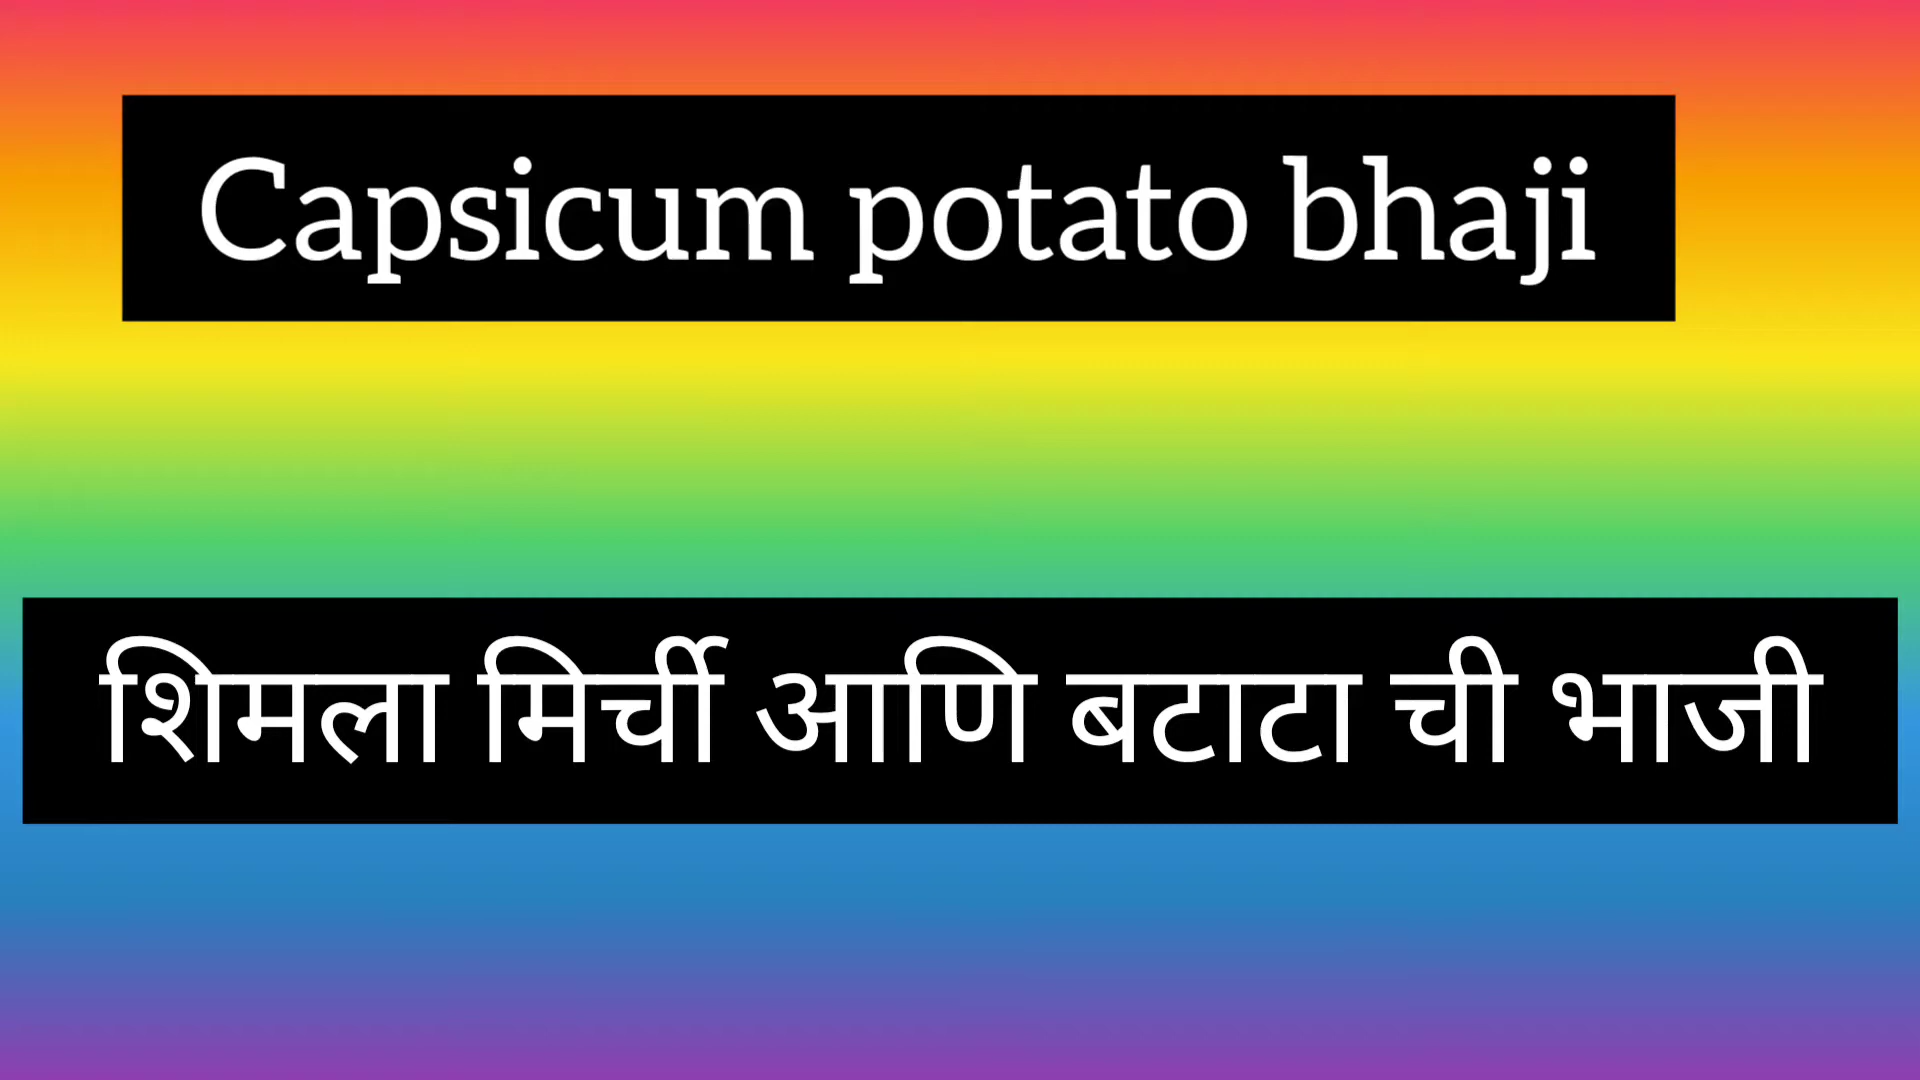 Capsicum potato bhaji
शिमला मिर्ची आणि बटाटा ची भाजी